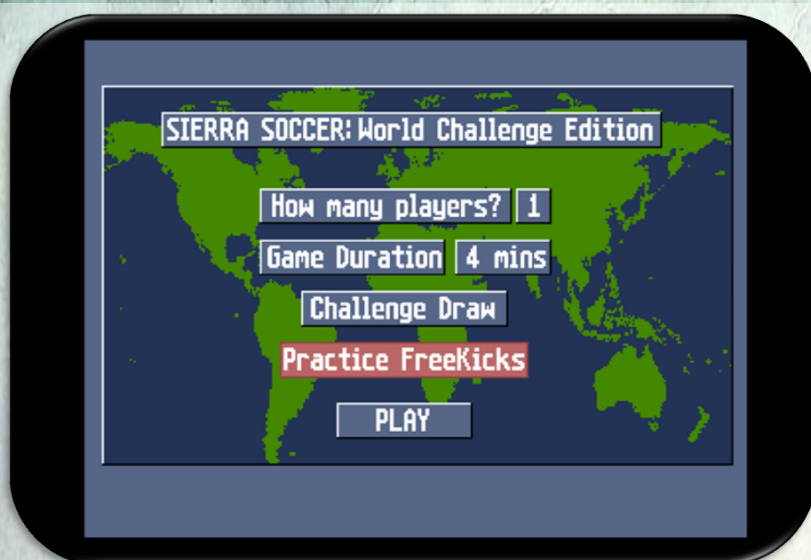 SIERRA SOCCER: World Challenge Edition
How many players? 1
Game Duration 4 mins
Challenge Draw
Practice FreeKicks
PLAY